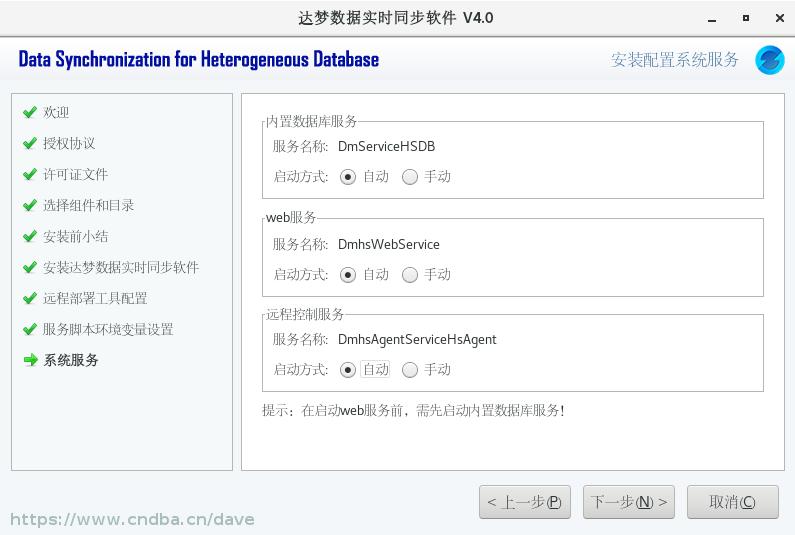 达梦数据实时同步软件 V4.0
Data Synchronization for Heterogeneous Database
安装配置系统服务
欢迎
授权协议
许可证文件
选择组件和目录
安装前小结
安装达梦数据实时同步软件
远程部署工具配置
服务脚本环境变量设置
系统服务
内置数据库服务
服务名称: DmServiceHSDB
启动方式: 自动 手动
web服务
服务名称: DmhsWebService
启动方式: 自动 手动
远程控制服务
服务名称: DmhsAgentServiceHsAgent
启动方式: 自动 手动
提示：在启动web服务前，需先启动内置数据库服务！
< 上一步(P) 下一步(N) > 取消(C)
https://www.cndba.cn/dave